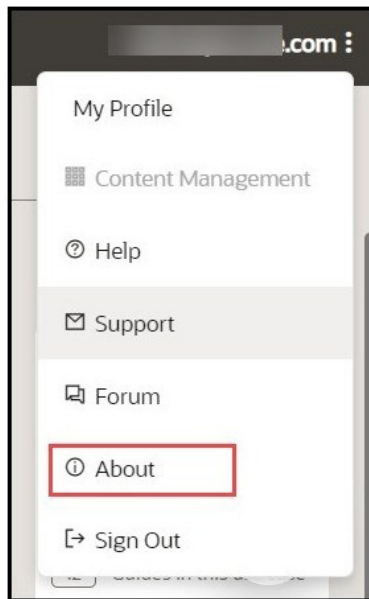 .com
My Profile
Content Management
Help
Support
Forum
About
Sign Out
Guides in this